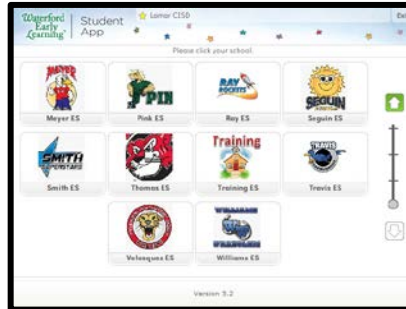 Waterford Early Learning
Student App
Lamar CISD
Exit
Please click your school.
MEYER
PINK
RAY ROCKETS
SEGUIN
Meyer ES
Pink ES
Ray ES
Seguin ES
SMITH
Training
TRAVIS
Smith ES
Thomas ES
Training ES
Travis ES
WILLIAMS
Velasquez ES
Williams ES
Version 3.2